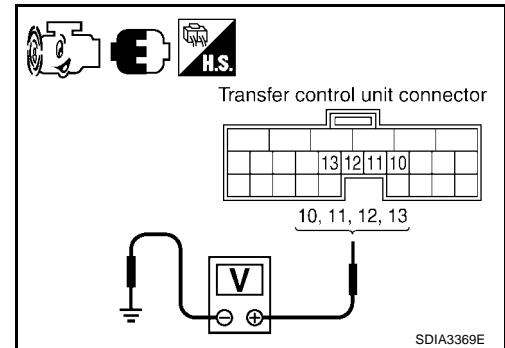 H.S.
Transfer control unit connector
13 12 11 10
10, 11, 12, 13
V
SDIA3369E